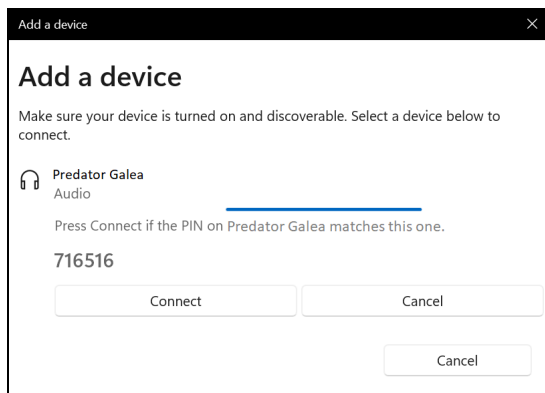 Add a device
Add a device
Make sure your device is turned on and discoverable. Select a device below to
connect.
Predator Galea
Audio
Press Connect if the PIN on Predator Galea matches this one.
716516
Connect Cancel
Cancel